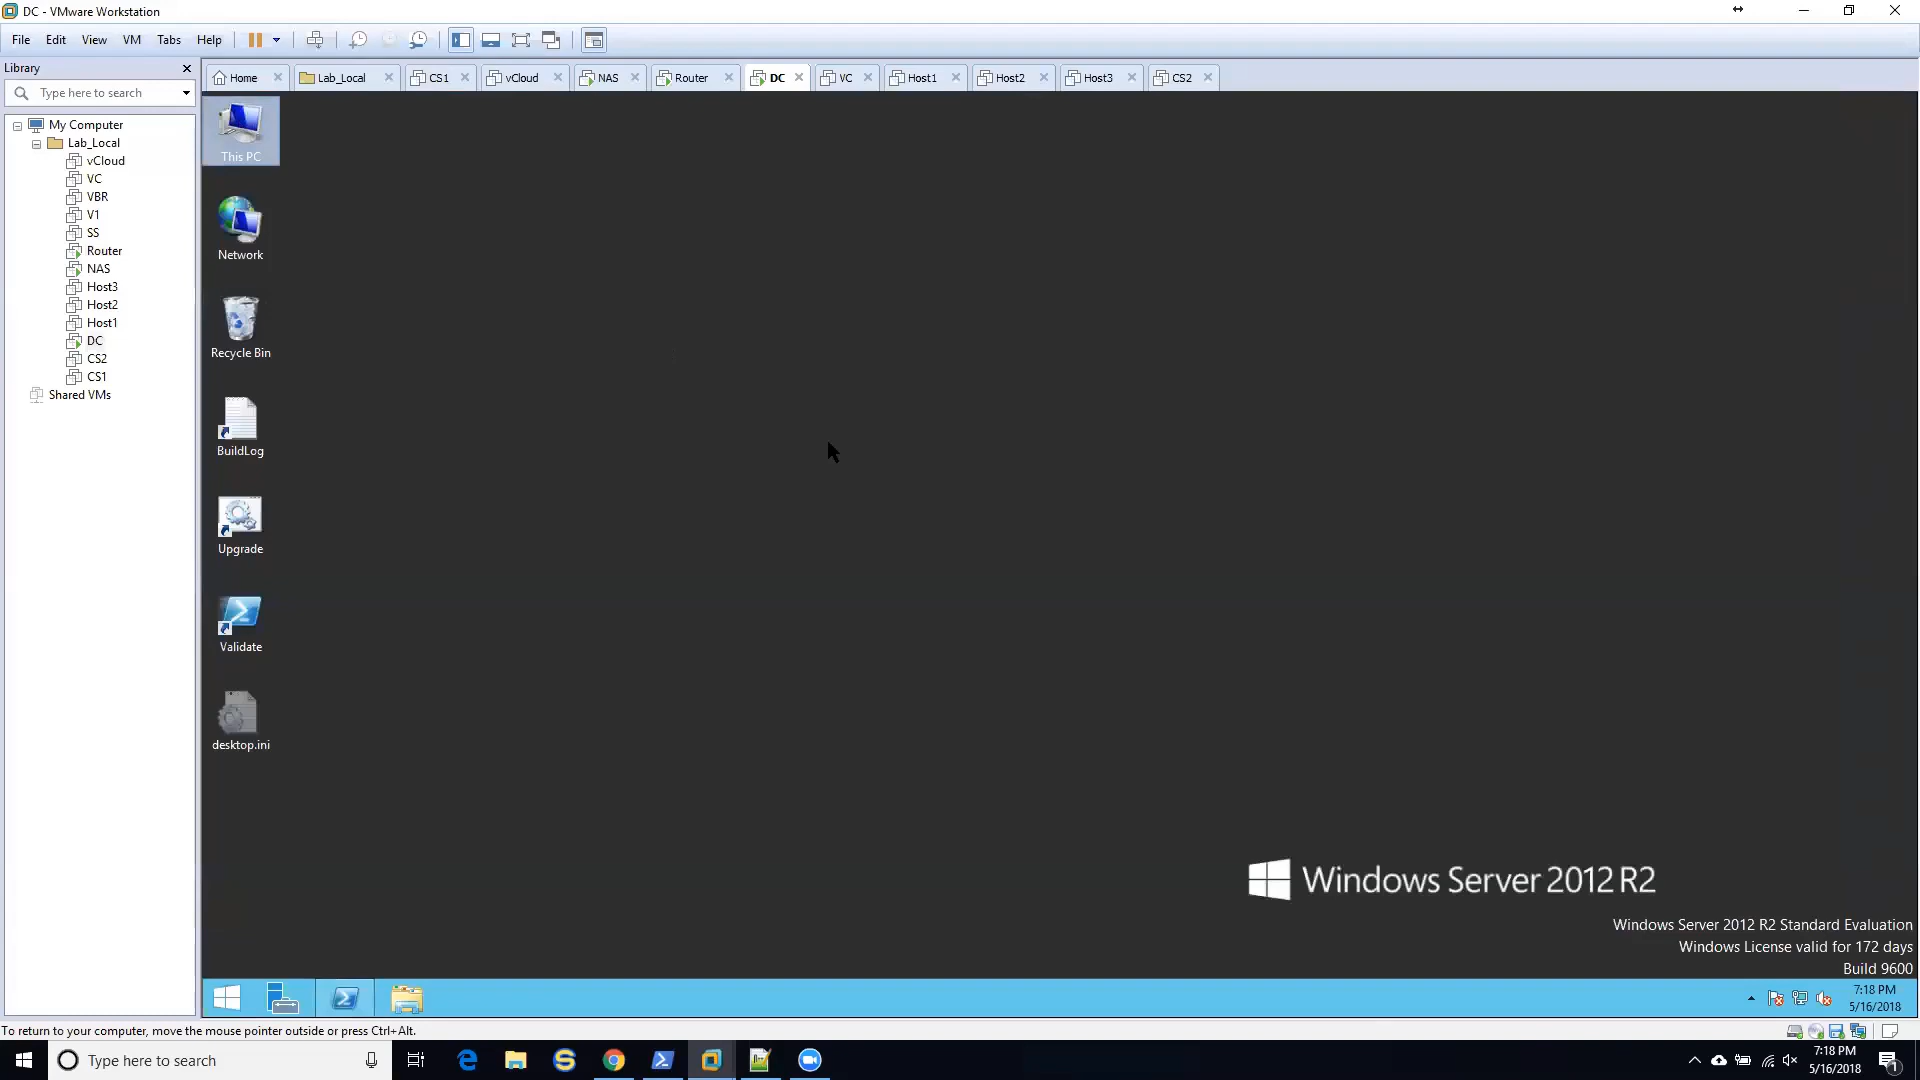 DC - VMware Workstation
File Edit View VM Tabs Help
Library
Type here to search
Home Lab_Local CS1 vCloud NAS Router DC VC Host1 Host2 Host3 CS2
My Computer
Lab_Local
vCloud
VC
VBR
V1
SS
Router
NAS
Host3
Host2
Host1
DC
CS2
CS1
Shared VMs
This PC
Network
Recycle Bin
BuildLog
Upgrade
Validate
desktop.ini
Windows Server 2012 R2
Windows Server 2012 R2 Standard Evaluation
Windows License valid for 172 days
Build 9600
7:18 PM
5/16/2018
To return to your computer, move the mouse pointer outside or press Ctrl+Alt.
Type here to search
7:18 PM
5/16/2018
1